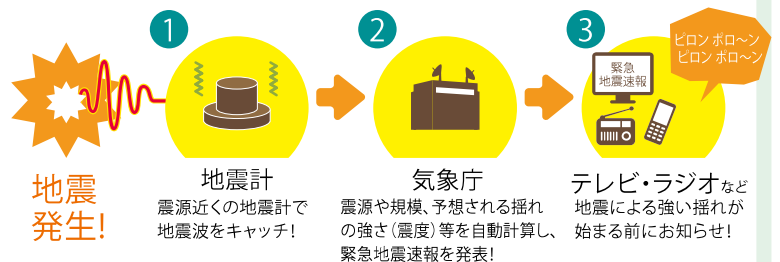 地震
発生!
1
地震計
震源近くの地震計で
地震波をキャッチ!
2
気象庁
震源や規模、予想される揺れ
の強さ(震度)等を自動計算し、
緊急地震速報を発表!
3
緊急
地震速報
ピロン ポロ〜ン
ピロン ポロ〜ン
テレビ・ラジオなど
地震による強い揺れが
始まる前にお知らせ!